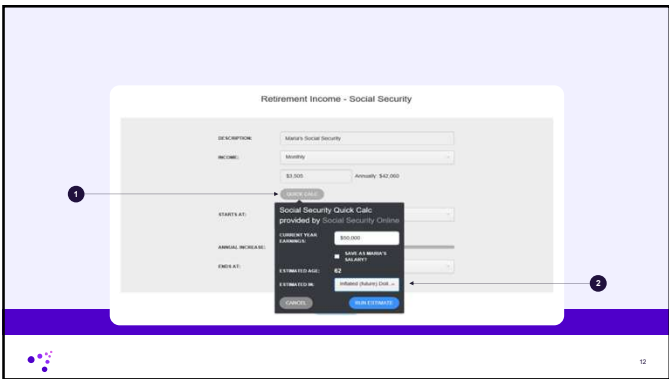 Retirement Income - Social Security
DESCRIPTION: Maria's Social Security
INCOME: Monthly
$3,505 Annually: $42,060
1
QUICK CALC
STARTS AT:
Social Security Quick Calc
provided by Social Security Online
CURRENT YEAR EARNINGS: $50,000
ANNUAL INCREASE:
SAVE AS MARIA'S
SALARY?
ENDS AT:
ESTIMATED AGE: 62
ESTIMATED IN: Inflated (future) Doll
2
CANCEL RUN ESTIMATE
12